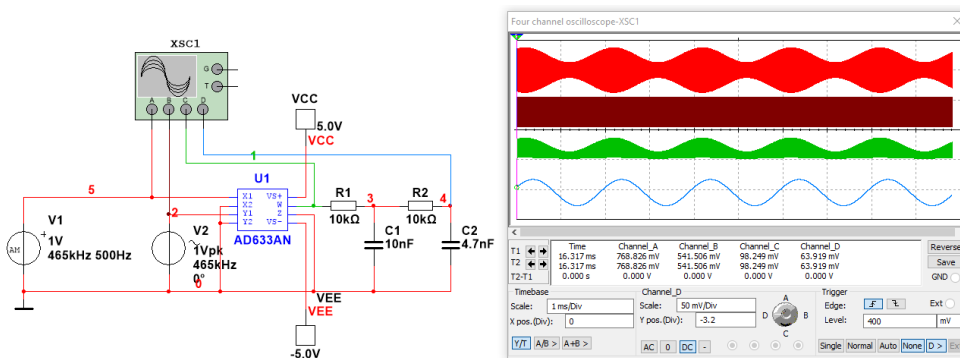 XSC1
G
T
A B C D
VCC
5.0V
VCC
1
5
U1
X1 VS+
X2 W
Y1 Z
Y2 VS-
AD633AN
R1
10kΩ
3
R2
10kΩ
4
C1
10nF
C2
4.7nF
2
V1
AM
1V
465kHz 500Hz
V2
1Vpk
465kHz
0°
0
VEE
VEE
-5.0V
Four channel oscilloscope-XSC1
Time Channel_A Channel_B Channel_C Channel_D
T1 16.317 ms 768.826 mV 541.506 mV 98.249 mV 63.919 mV
T2 16.317 ms 768.826 mV 541.506 mV 98.249 mV 63.919 mV
T2-T1 0.000 s 0.000 V 0.000 V 0.000 V 0.000 V
Reverse
Save
GND
Timebase
Scale: 1 ms/Div
X pos.(Div): 0
Y/T A/B > A+B >
Channel_D
Scale: 50 mV/Div
Y pos.(Div): -3.2
AC 0 DC -
A
D B
C
Trigger
Edge:
Ext
Level: 400 mV
Single Normal Auto None D > Ext